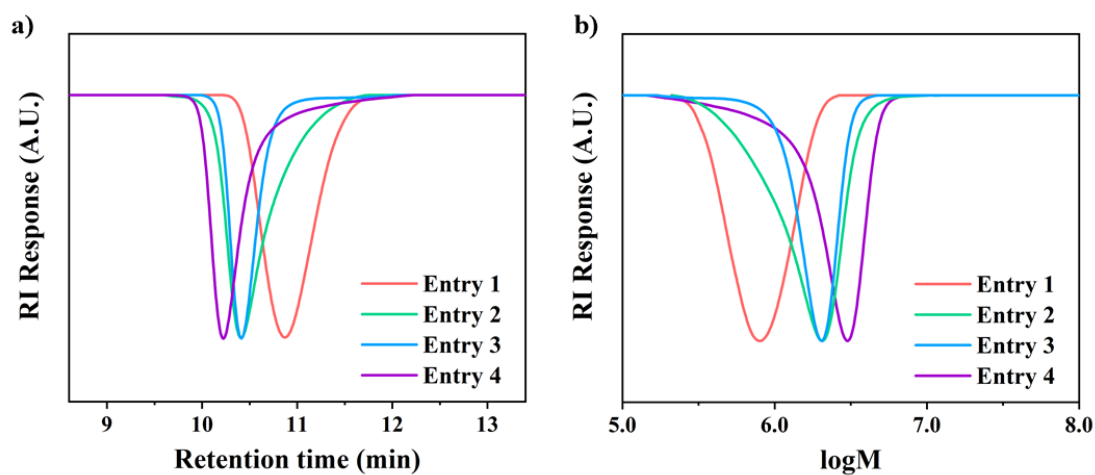 a)
RI Response (A.U.)
Entry 1
Entry 2
Entry 3
Entry 4
9 10 11 12 13
Retention time (min)
b)
RI Response (A.U.)
Entry 1
Entry 2
Entry 3
Entry 4
5.0 6.0 7.0 8.0
logM